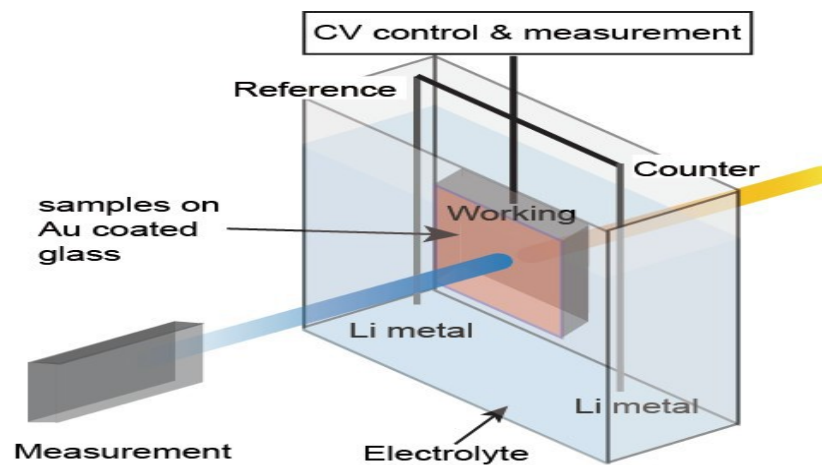 CV control & measurement
Reference
Counter
samples on
Au coated
glass
Working
Li metal
Li metal
Measurement
Electrolyte